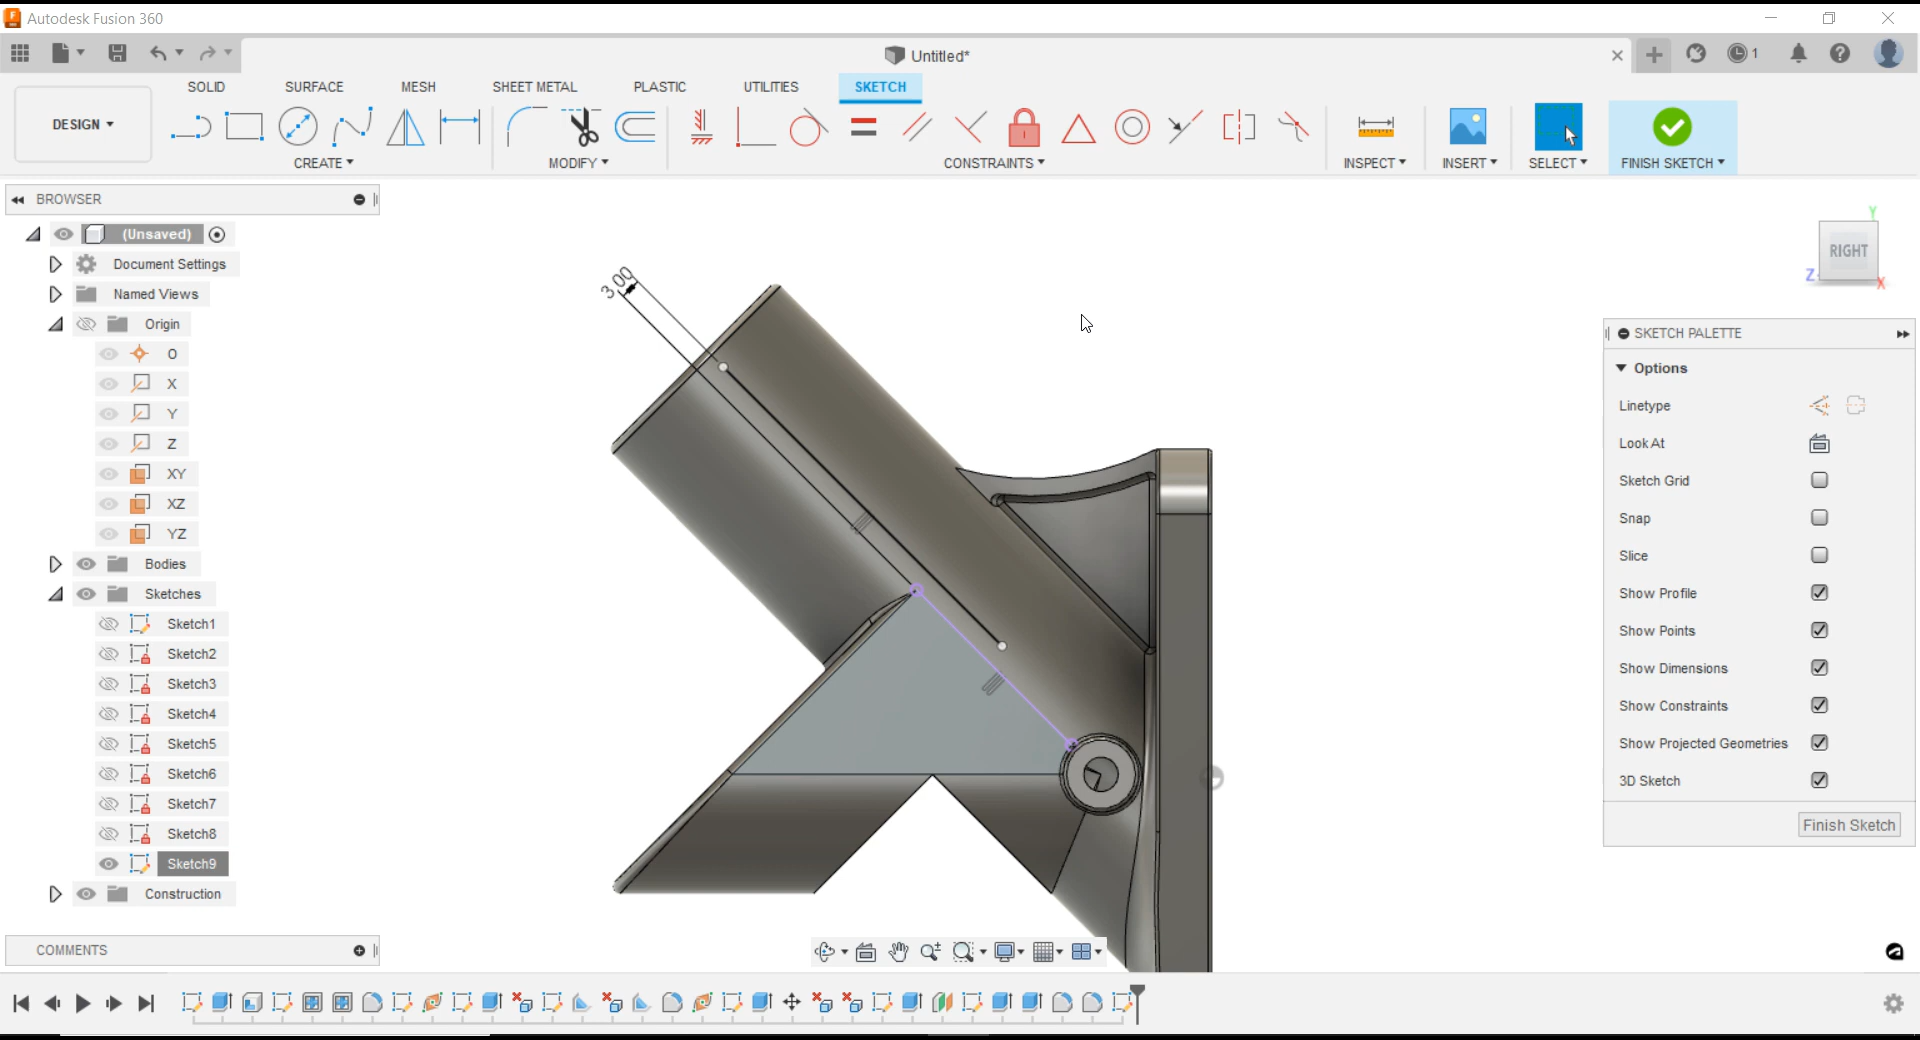 Autodesk Fusion 360
Untitled*
1
SOLID
SURFACE
MESH
SHEET METAL
PLASTIC
UTILITIES
SKETCH
DESIGN
CREATE
MODIFY
CONSTRAINTS
INSPECT
INSERT
SELECT
FINISH SKETCH
BROWSER
(Unsaved)
Document Settings
Named Views
Origin
O
X
Y
Z
XY
XZ
YZ
Bodies
Sketches
Sketch1
Sketch2
Sketch3
Sketch4
Sketch5
Sketch6
Sketch7
Sketch8
Sketch9
Construction
COMMENTS
3.00
Y
RIGHT
Z
X
SKETCH PALETTE
Options
Linetype
Look At
Sketch Grid
Snap
Slice
Show Profile
Show Points
Show Dimensions
Show Constraints
Show Projected Geometries
3D Sketch
Finish Sketch